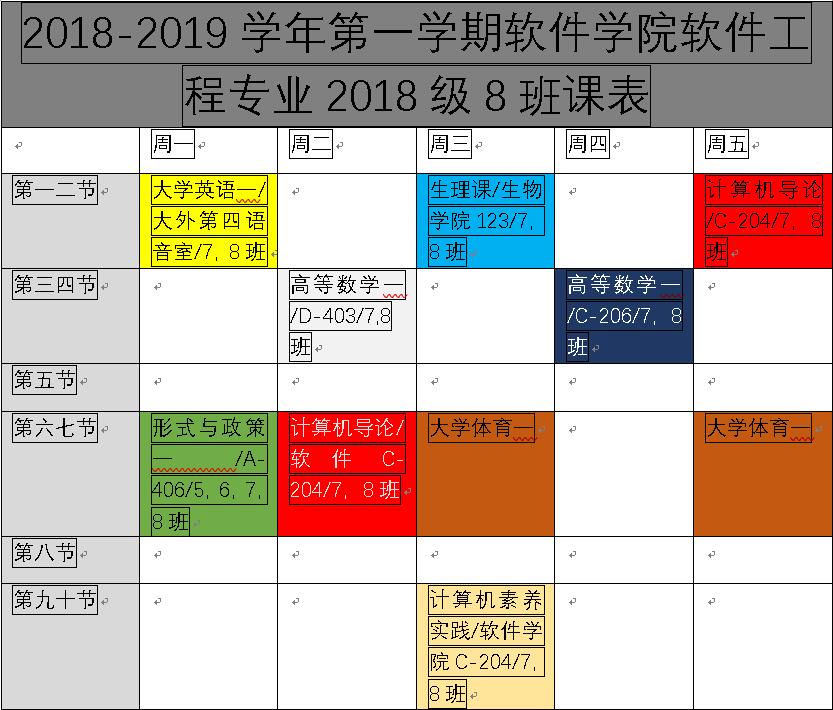 2018-2019 学年第一学期软件学院软件工
程专业 2018 级 8 班课表
周一 周二 周三 周四 周五
第一二节
大学英语一/
大外第四语
音室/7, 8 班
生理课/生物
学院 123/7,
8 班
计算机导论
/C-204/7, 8
班
第三四节
高等数学一
/D-403/7,8
班
高等数学一
/C-206/7, 8
班
第五节
第六七节
形式与政策
一 /A-
406/5, 6, 7,
8 班
计算机导论/
软件 C-
204/7, 8 班
大学体育一
大学体育一
第八节
第九十节
计算机素养
实践/软件学
院 C-204/7,
8 班